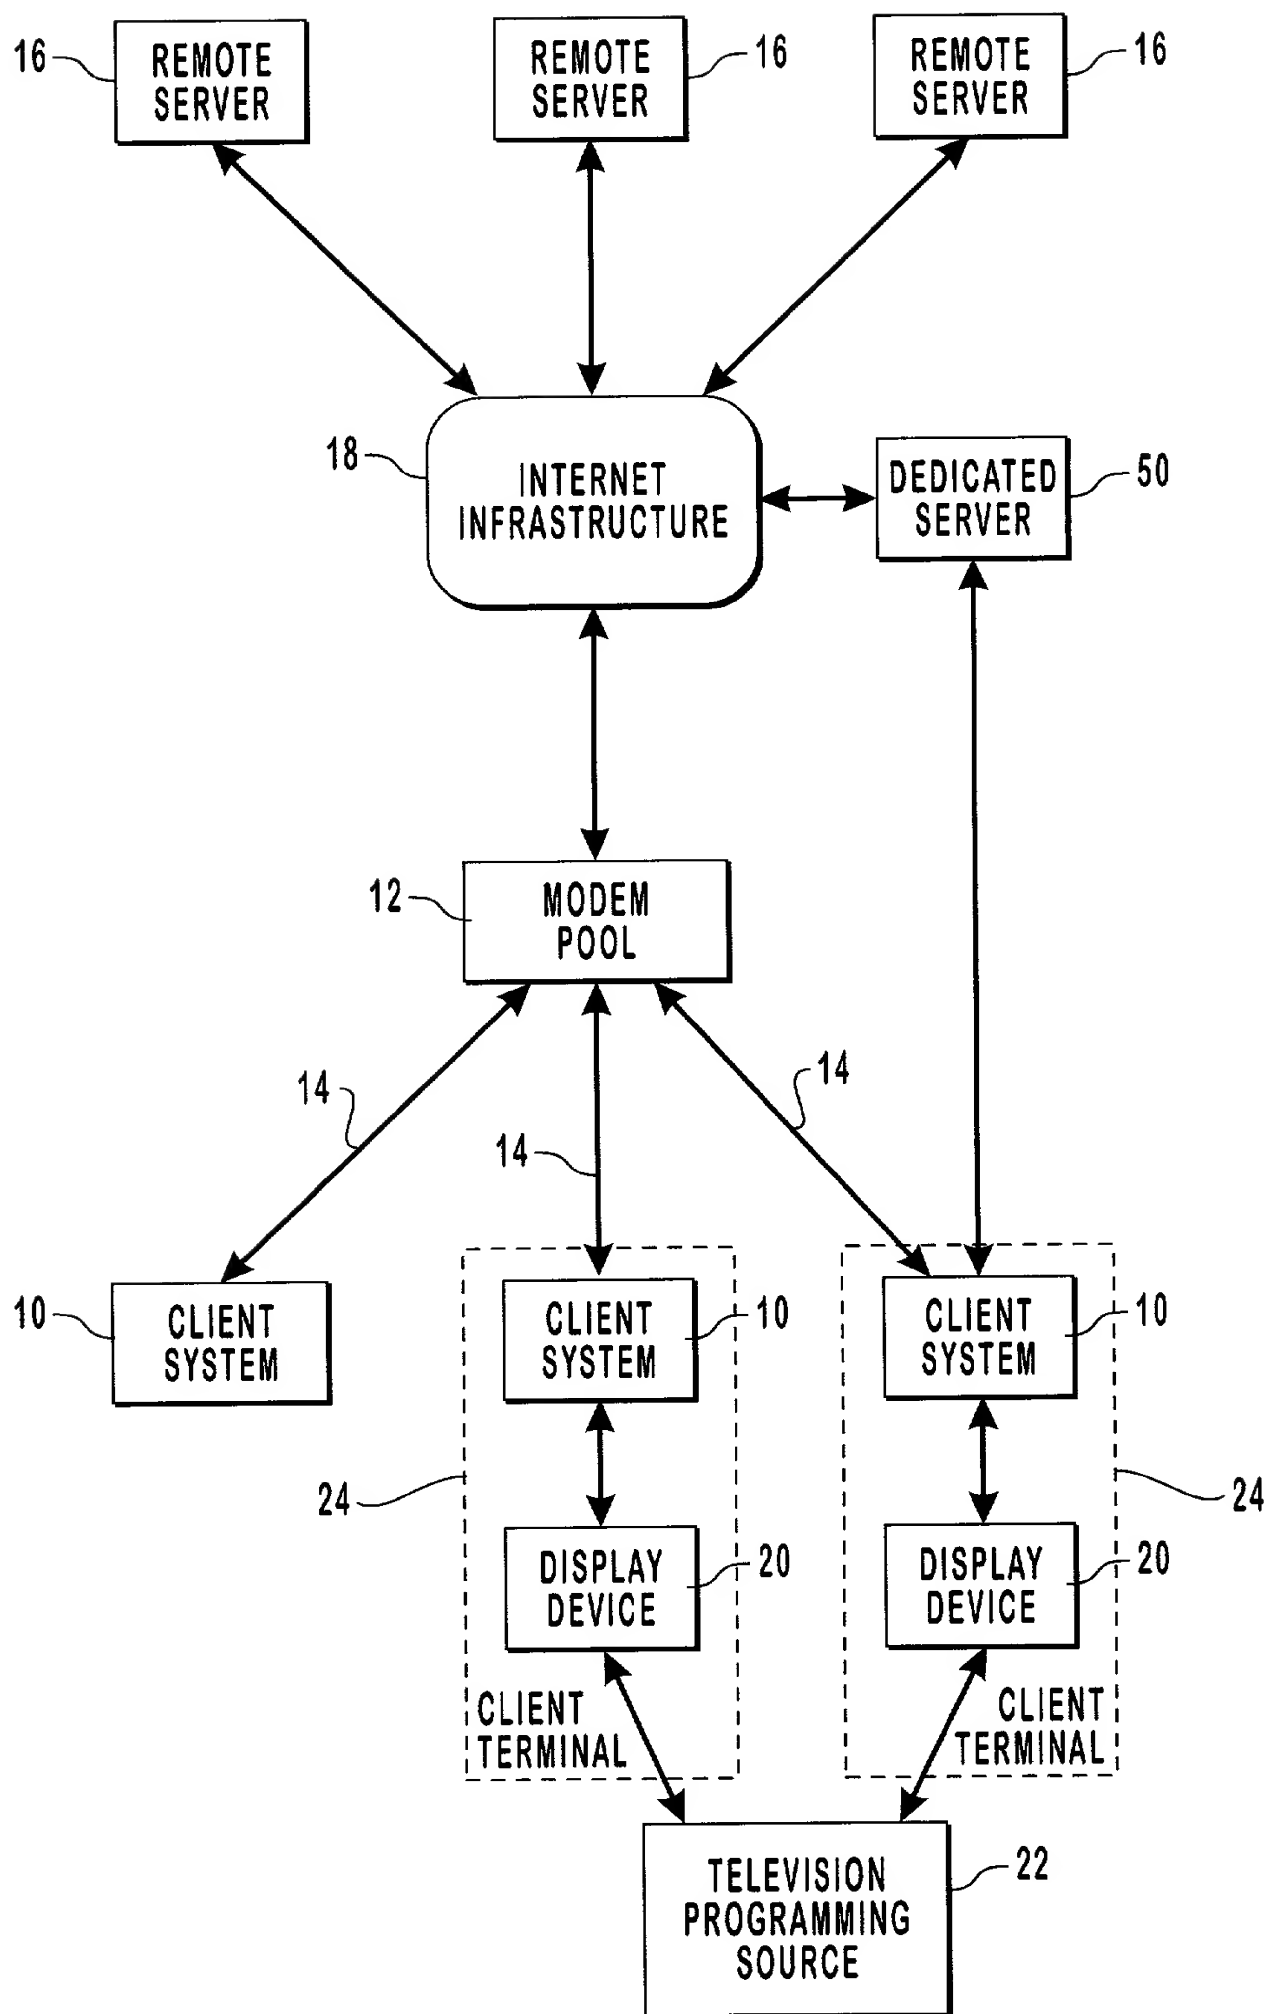 16
REMOTE
SERVER
REMOTE
SERVER
16
REMOTE
SERVER
16
18
INTERNET
INFRASTRUCTURE
DEDICATED
SERVER
50
12
MODEM
POOL
14
14
14
10
CLIENT
SYSTEM
CLIENT
SYSTEM
10
CLIENT
SYSTEM
10
24
24
DISPLAY
DEVICE
20
DISPLAY
DEVICE
20
CLIENT
TERMINAL
CLIENT
TERMINAL
TELEVISION
PROGRAMMING
SOURCE
22